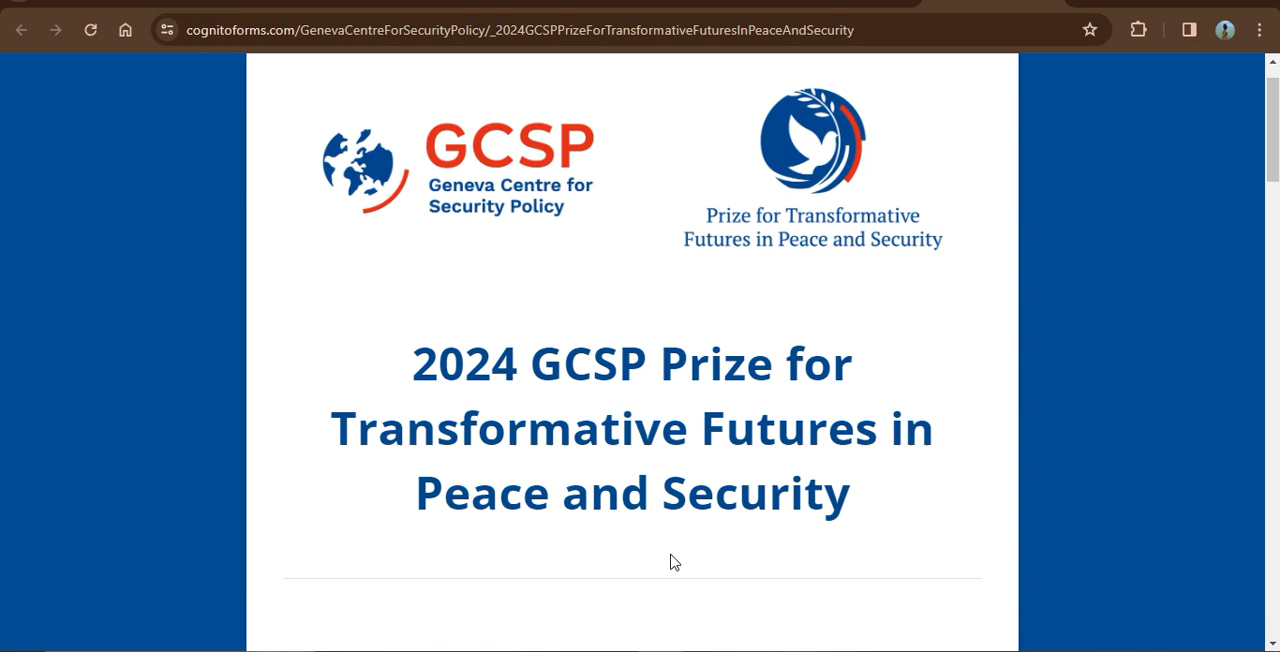 cognitoforms.com/GenevaCentreForSecurityPolicy/_2024GCSPPrizeForTransformativeFuturesInPeaceAndSecurity
GCSP
Geneva Centre for
Security Policy
Prize for Transformative
Futures in Peace and Security
2024 GCSP Prize for
Transformative Futures in
Peace and Security